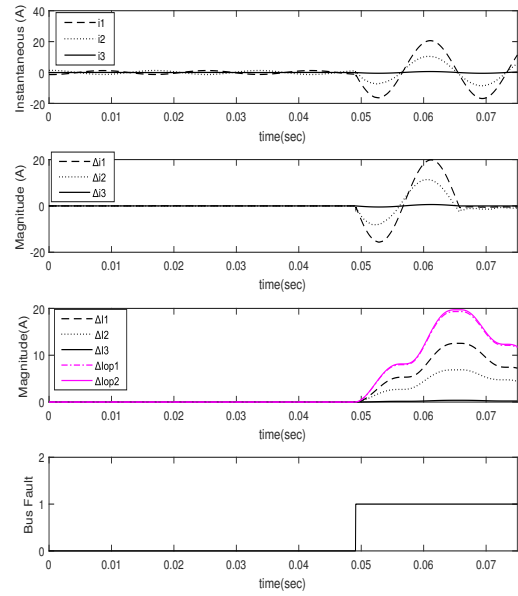 Instantaneous (A)
40
20
0
-20
i1
i2
i3
0 0.01 0.02 0.03 0.04 0.05 0.06 0.07
time(sec)
Magnitude (A)
20
0
-20
Δi1
Δi2
Δi3
0 0.01 0.02 0.03 0.04 0.05 0.06 0.07
time(sec)
Magnitude(A)
20
10
0
ΔI1
ΔI2
ΔI3
ΔIop1
ΔIop2
0 0.01 0.02 0.03 0.04 0.05 0.06 0.07
time(sec)
Bus Fault
2
1
0
0 0.01 0.02 0.03 0.04 0.05 0.06 0.07
time(sec)